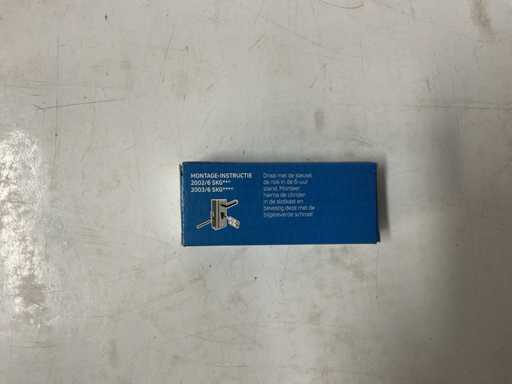 MONTAGE-INSTRUCTIE
2002/6 SKG**
2003/6 SKG***
Draai met de sleutel
de nok in de 6-uur
stand. Monteer
hierna de cilinder
in de slotkast en
bevestig deze met de
bijgeleverde schroef